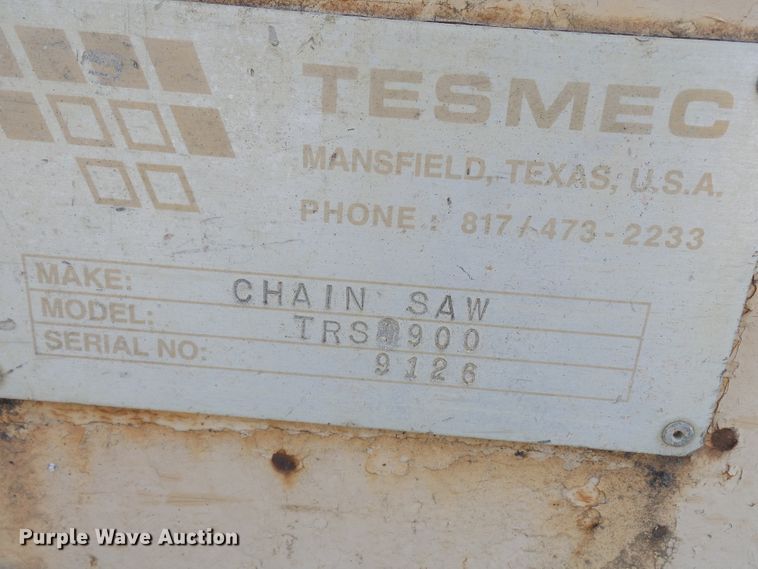 TESMEC
MANSFIELD, TEXAS, U.S.A.
PHONE : 817/473-2233
MAKE: CHAIN SAW
MODEL:
SERIAL NO: 9126
Purple Wave Auction®